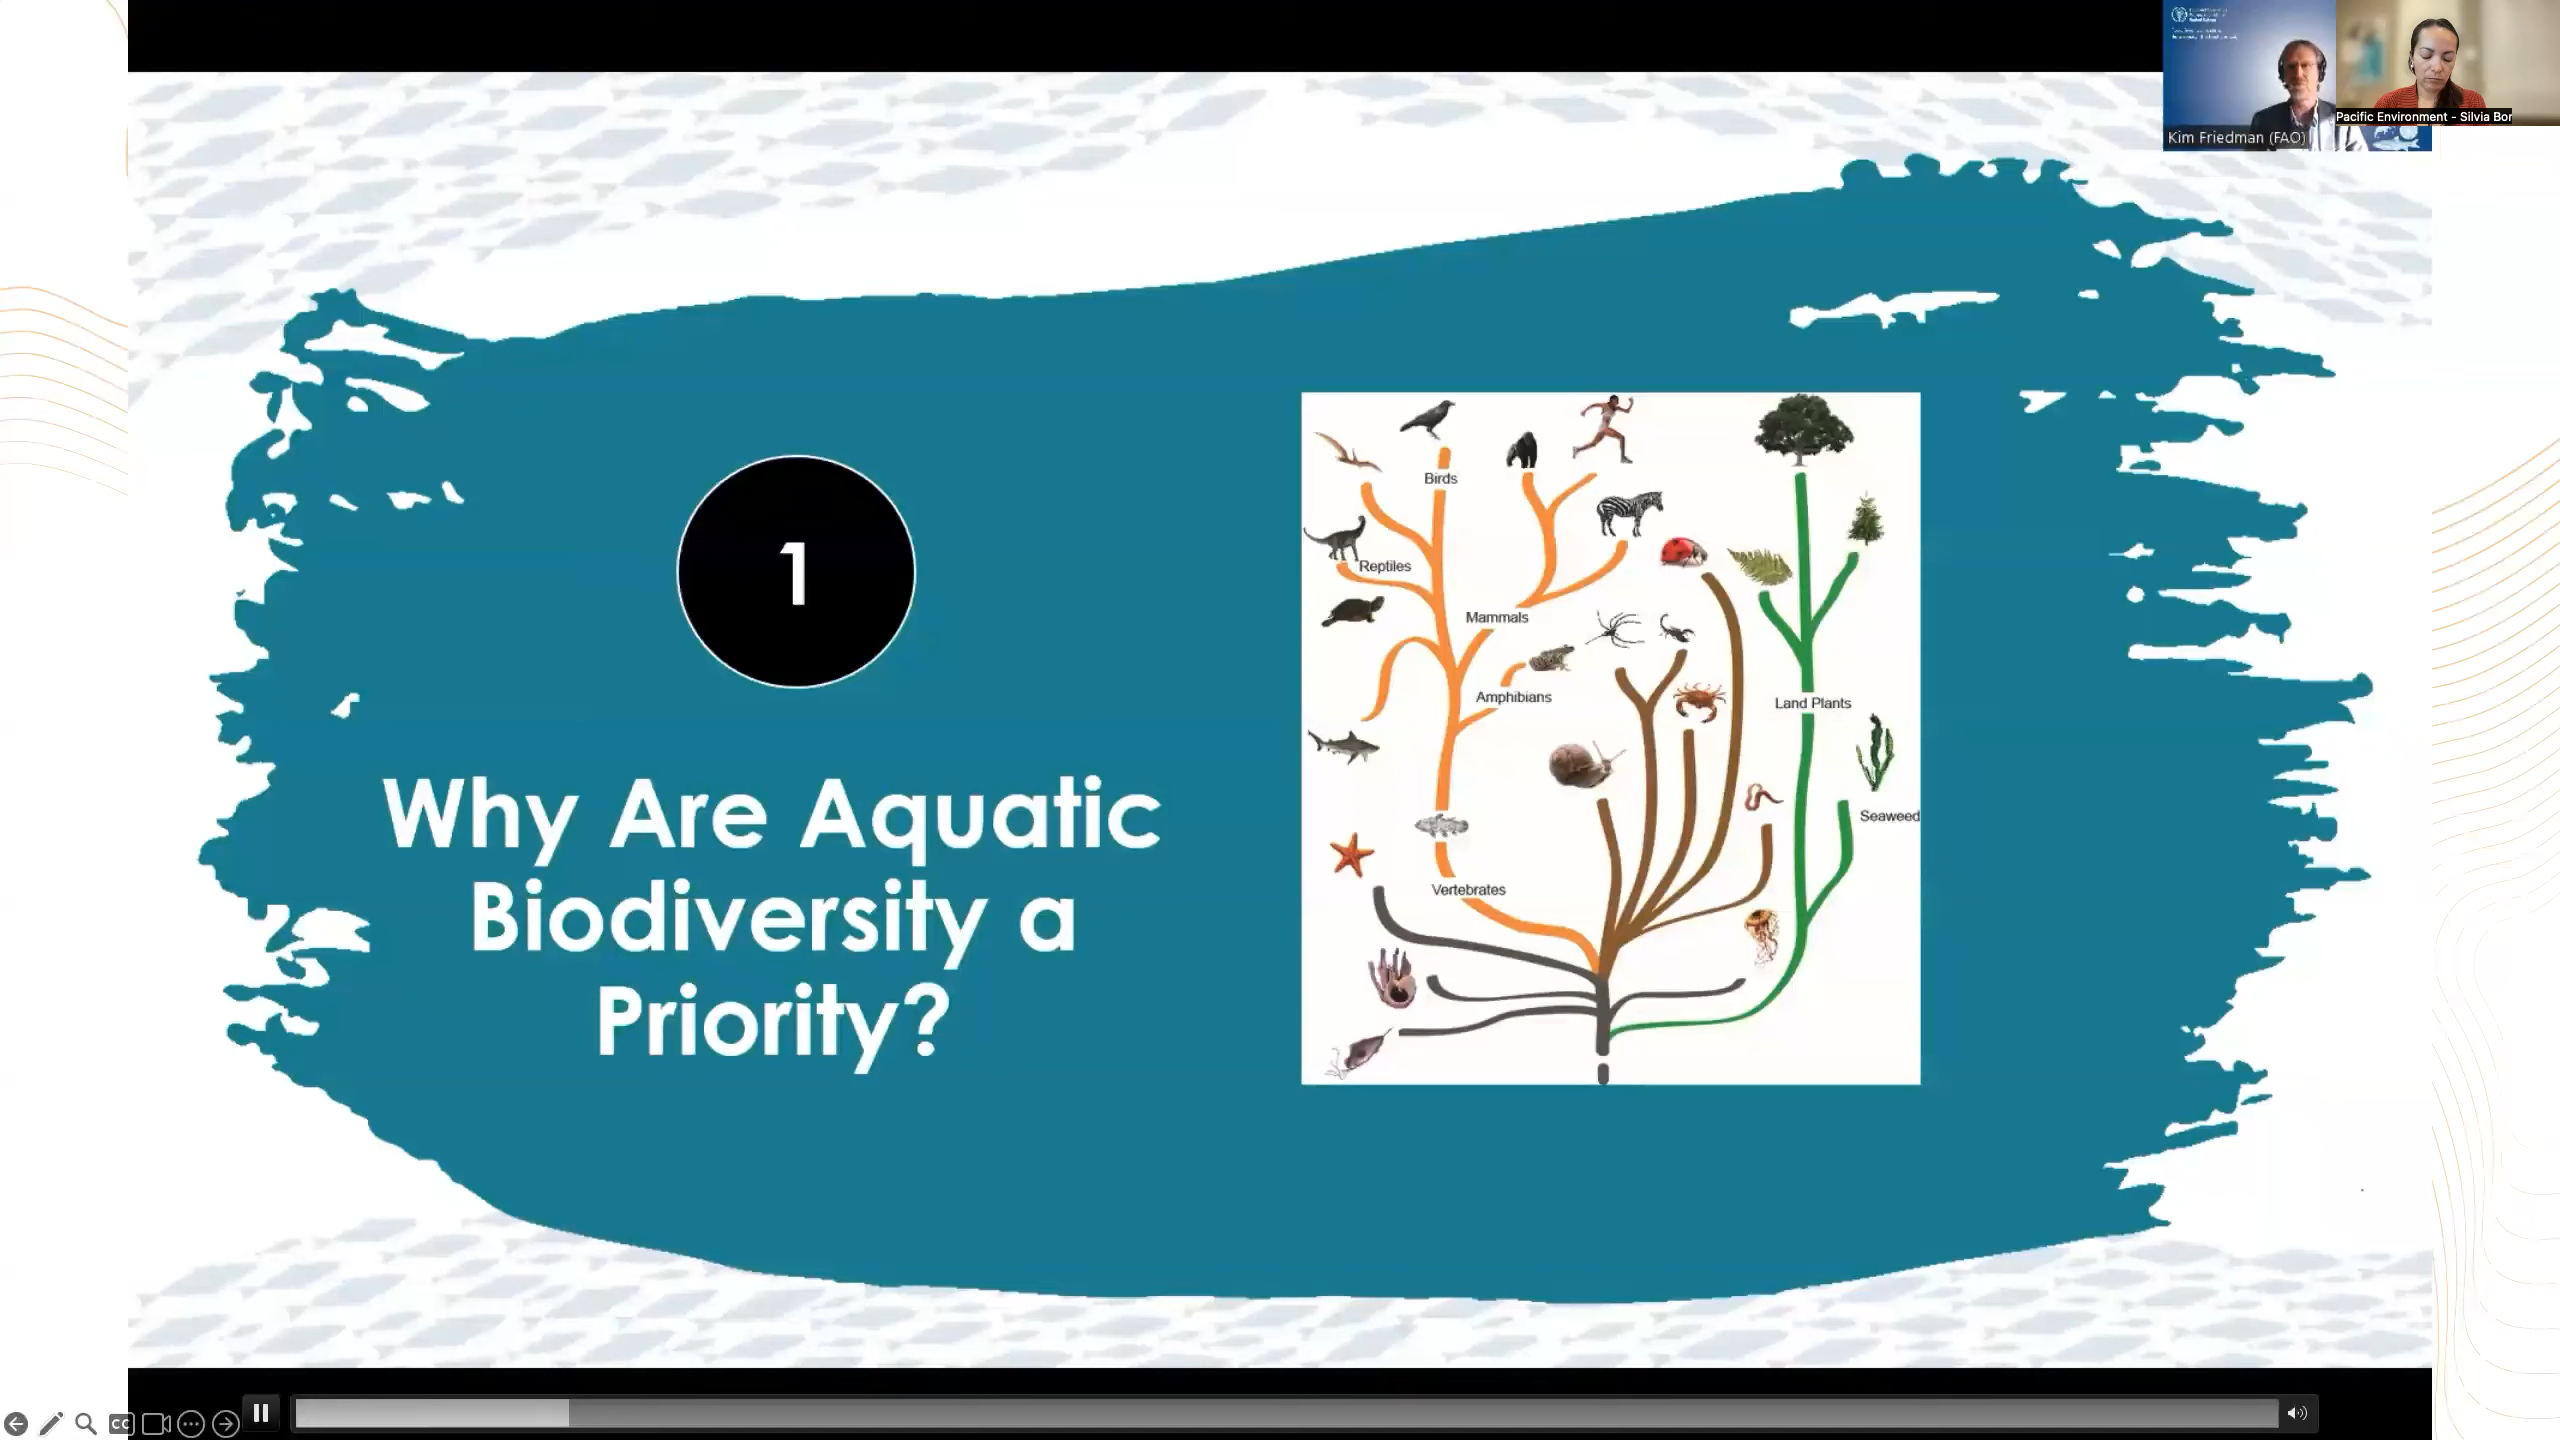 Kim Friedman (FAO)
Pacific Environment - Silvia Bor
1
Why Are Aquatic
Biodiversity a
Priority?
Birds
Reptiles
Mammals
Amphibians
Land Plants
Seaweed
Vertebrates
CC